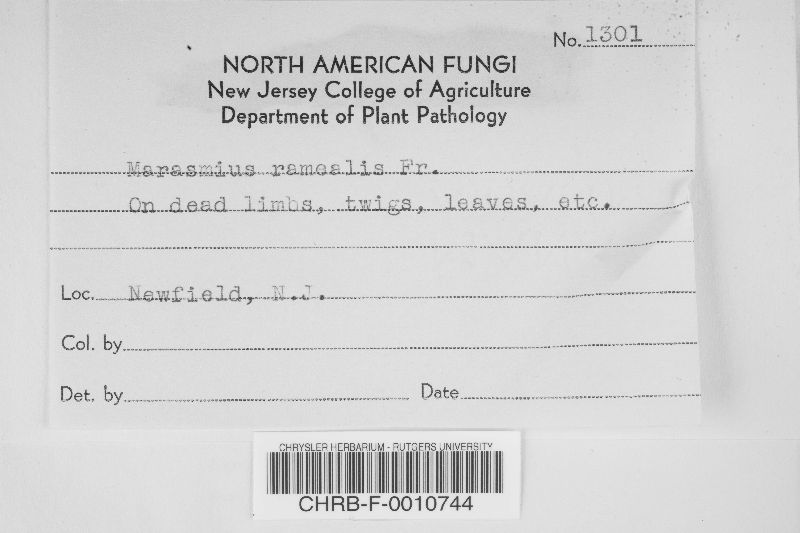 No. 1301
NORTH AMERICAN FUNGI
New Jersey College of Agriculture
Department of Plant Pathology
Marasmius ramealis Fr.
On dead limbs, twigs, leaves, etc.
Loc. Newfield, N.J.
Col. by
Det. by Date
CHRYSLER HERBARIUM - RUTGERS UNIVERSITY
CHRB-F-0010744